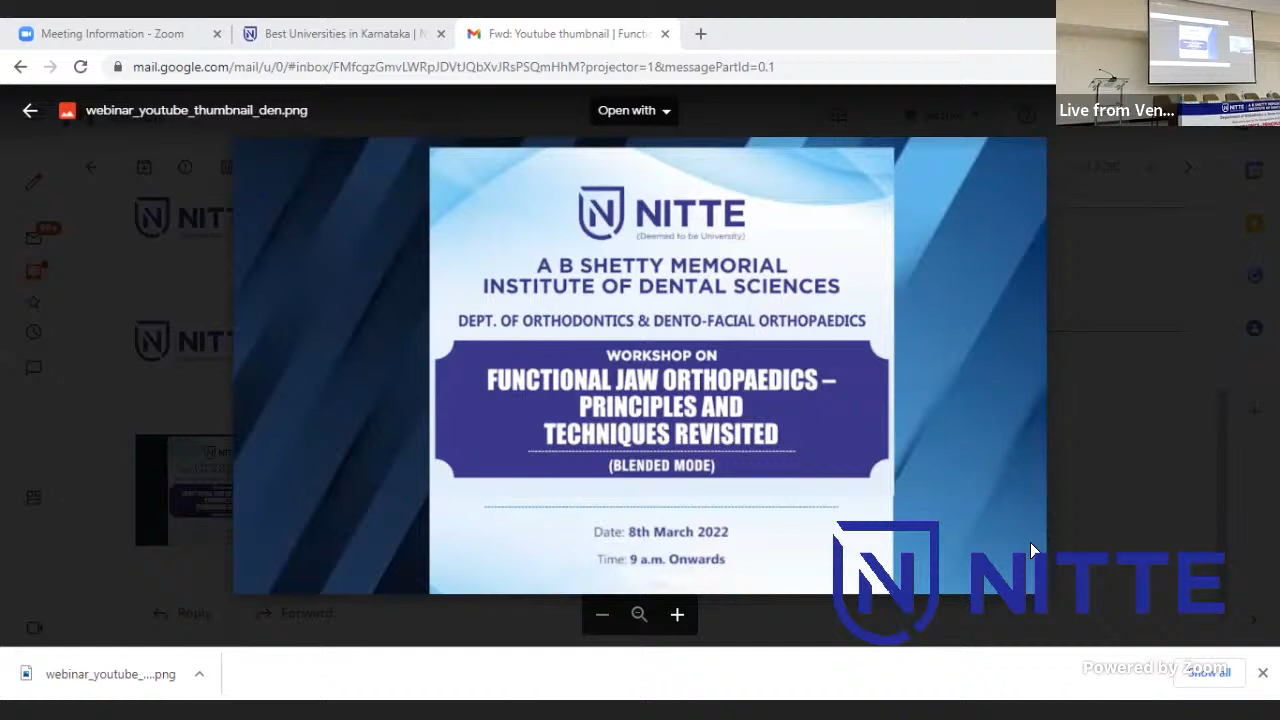 Meeting Information - Zoom
Best Universities in Karnataka | N
Fwd: Youtube thumbnail | Functi
mail.google.com/mail/u/0/#inbox/FMfcgzGmvLWRpJDVtJQbXvJRsPSQmHhM?projector=1&messagePartId=0.1
Live from Ven...
webinar_youtube_thumbnail_den.png
Open with
NITTE
(Deemed to be University)
A B SHETTY MEMORIAL
INSTITUTE OF DENTAL SCIENCES
DEPT. OF ORTHODONTICS & DENTO-FACIAL ORTHOPAEDICS
WORKSHOP ON
FUNCTIONAL JAW ORTHOPAEDICS –
PRINCIPLES AND
TECHNIQUES REVISITED
(BLENDED MODE)
Date: 8th March 2022
Time: 9 a.m. Onwards
NITTE
Reply
Forward
webinar_youtube_....png
Powered by Zoom
Show all